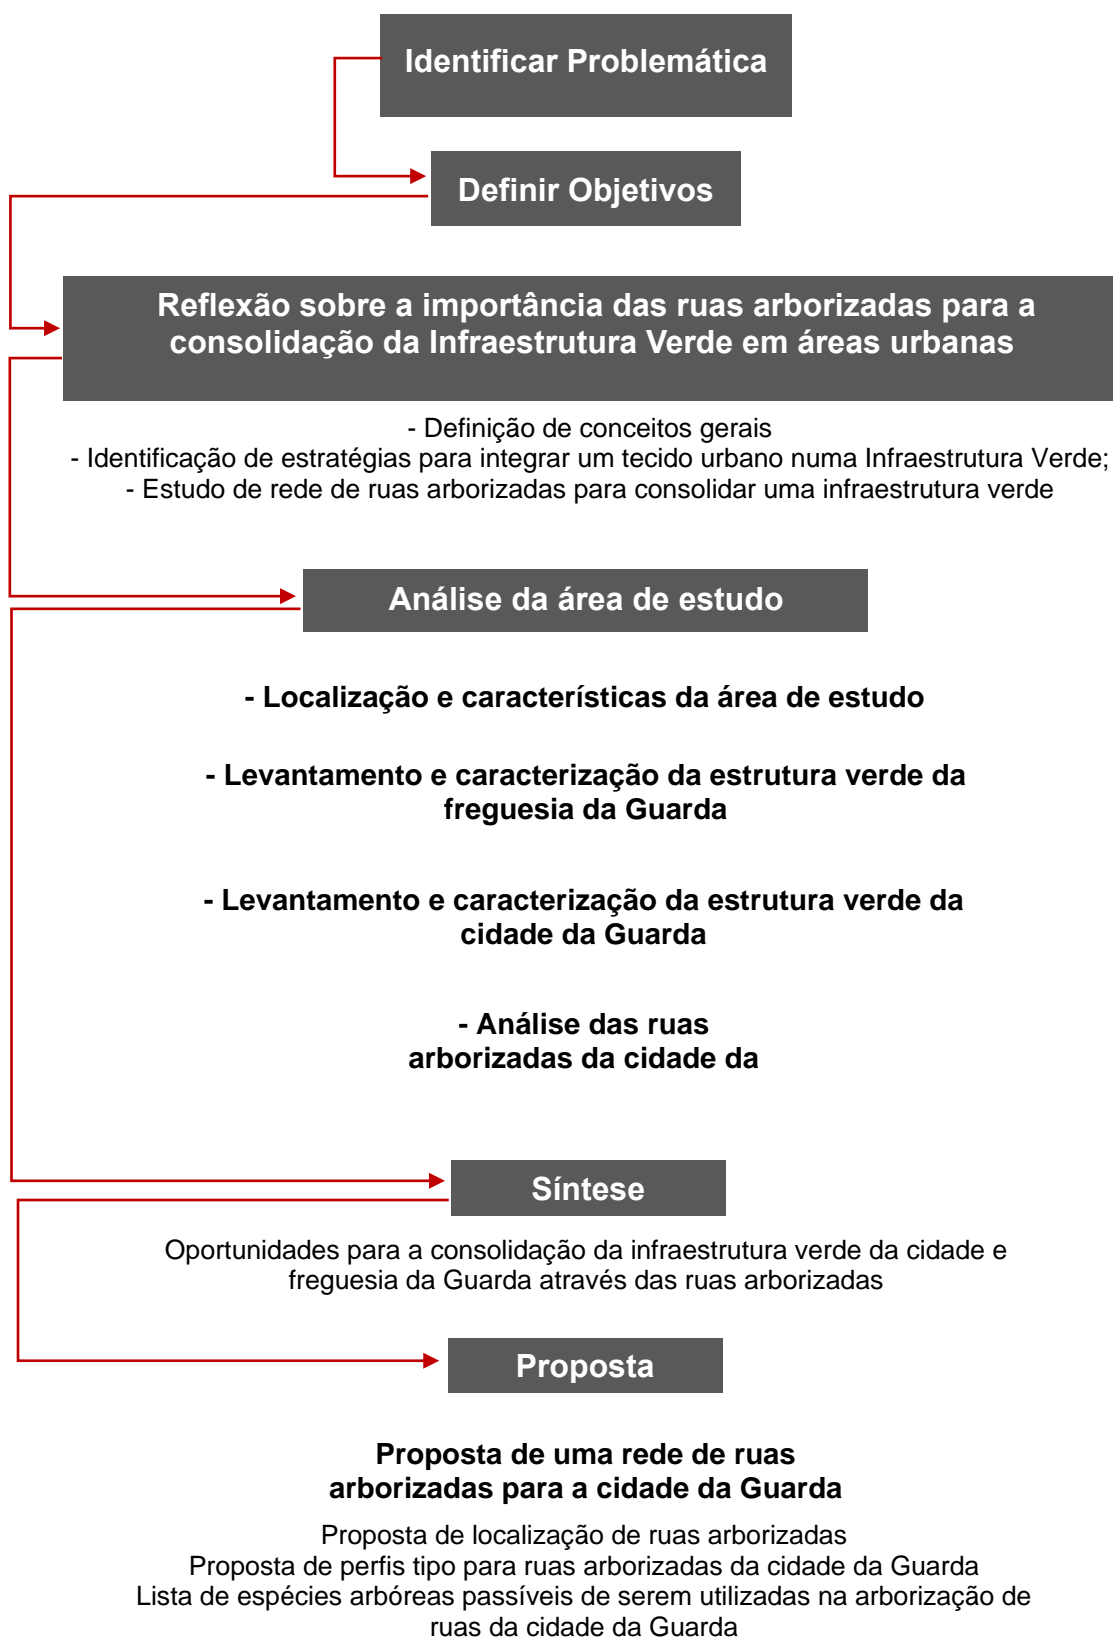 Identificar Problemática
Definir Objetivos
Reflexão sobre a importância das ruas arborizadas para a
consolidação da Infraestrutura Verde em áreas urbanas
- Definição de conceitos gerais
- Identificação de estratégias para integrar um tecido urbano numa Infraestrutura Verde;
- Estudo de rede de ruas arborizadas para consolidar uma infraestrutura verde
Análise da área de estudo
- Localização e características da área de estudo
- Levantamento e caracterização da estrutura verde da
freguesia da Guarda
- Levantamento e caracterização da estrutura verde da
cidade da Guarda
- Análise das ruas
arborizadas da cidade da
Síntese
Oportunidades para a consolidação da infraestrutura verde da cidade e
freguesia da Guarda através das ruas arborizadas
Proposta
Proposta de uma rede de ruas
arborizadas para a cidade da Guarda
Proposta de localização de ruas arborizadas
Proposta de perfis tipo para ruas arborizadas da cidade da Guarda
Lista de espécies arbóreas passíveis de serem utilizadas na arborização de
ruas da cidade da Guarda